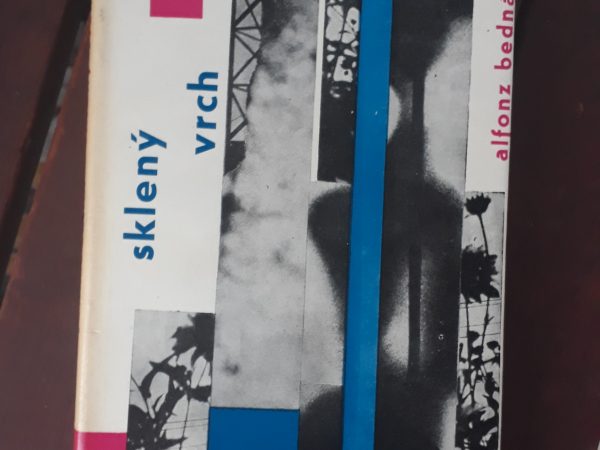 sklený
vrch
alfonz bedná